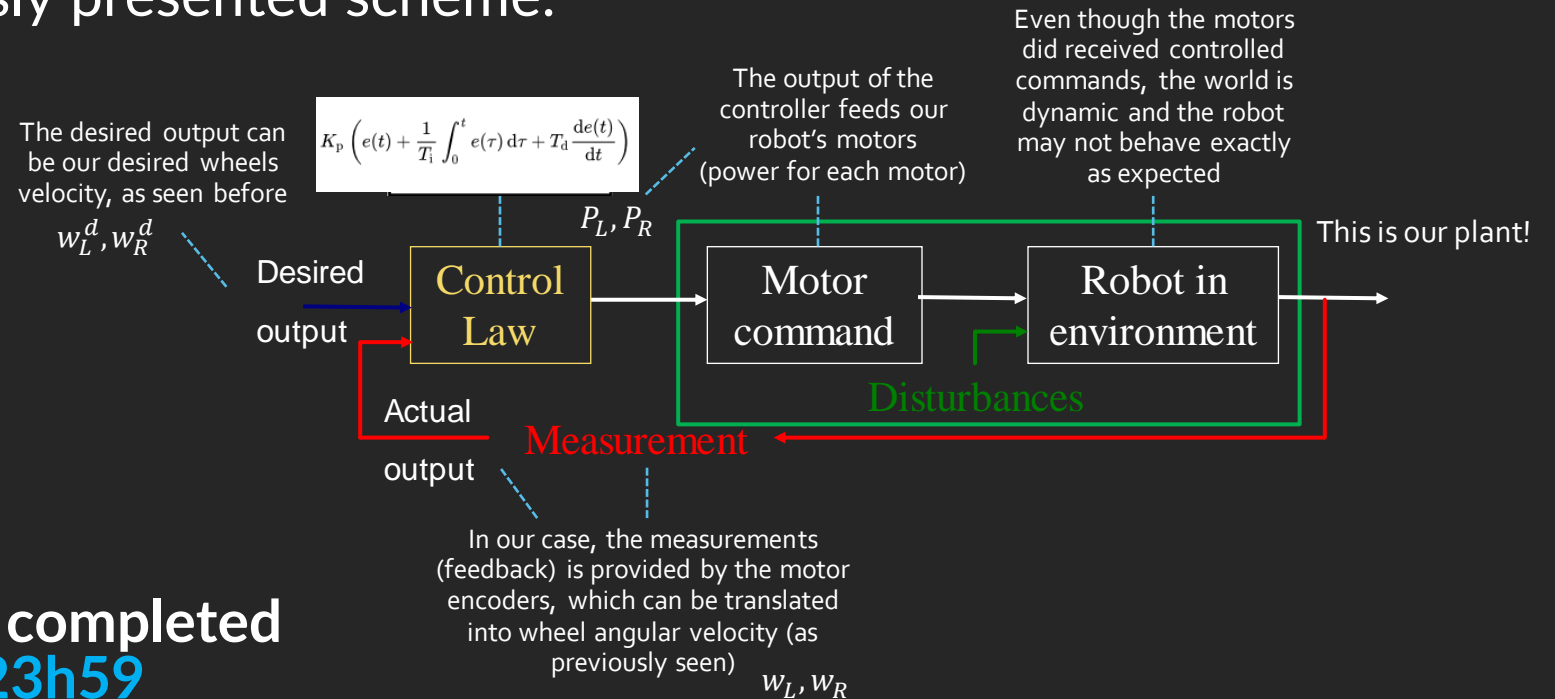 sly presented scheme:
Even though the motors
did received controlled
commands, the world is
dynamic and the robot
may not behave exactly
as expected
The output of the
controller feeds our
robot's motors
(power for each motor)
The desired output can
be our desired wheels
velocity, as seen before
w_L^d, w_R^d
K_p ( e(t) + \frac{1}{T_i} \int_0^t e(τ) dτ + T_d \frac{de(t)}{dt} )
P_L, P_R
This is our plant!
Desired
output
Control
Law
Motor
command
Robot in
environment
Disturbances
Actual
output
Measurement
In our case, the measurements
(feedback) is provided by the motor
encoders, which can be translated
into wheel angular velocity (as
previously seen)
w_L, w_R
completed
23h59